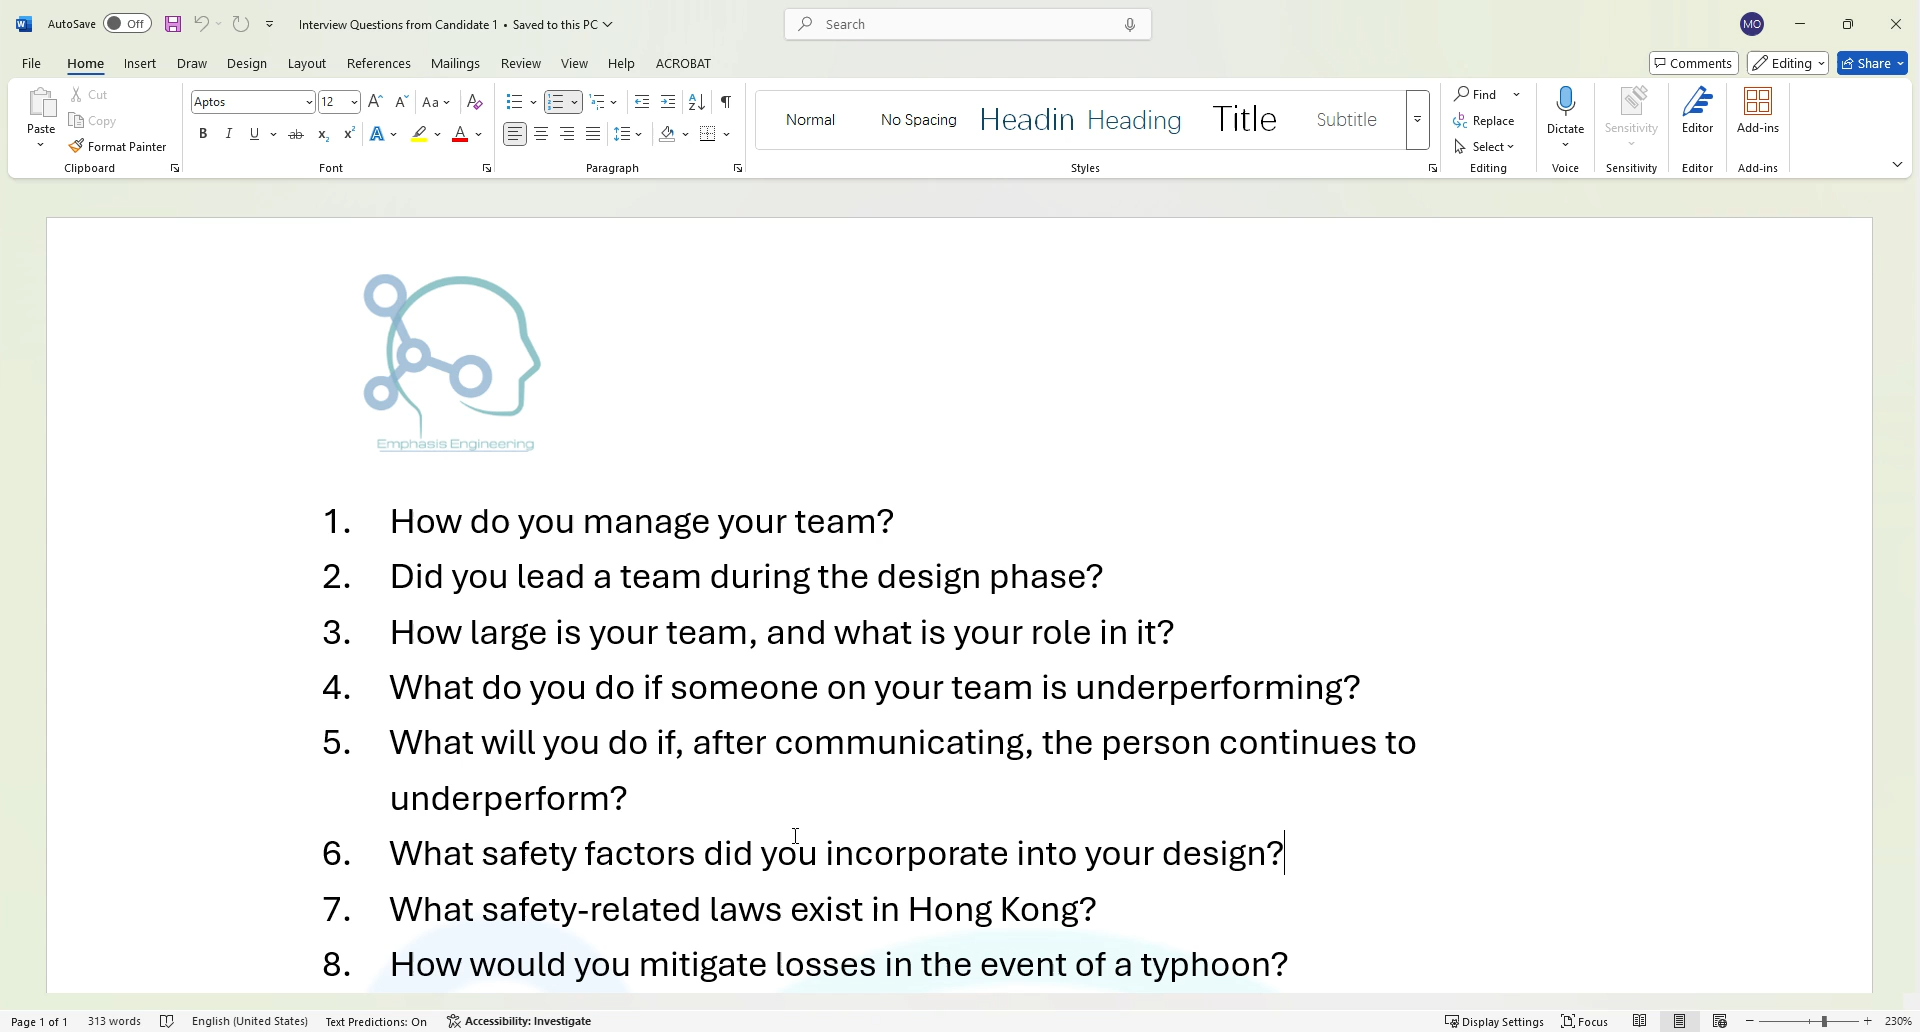 AutoSave Off Interview Questions from Candidate 1 • Saved to this PC Search MO
File Home Insert Draw Design Layout References Mailings Review View Help ACROBAT Comments Editing Share
Paste
Cut
Copy
Format Painter
Clipboard
Aptos 12
Font
Paragraph
Normal No Spacing Headin Heading Title Subtitle
Styles
Find
Replace
Select
Editing
Dictate
Voice
Sensitivity
Sensitivity
Editor
Editor
Add-ins
Add-ins
Emphasis Engineering
1. How do you manage your team?
2. Did you lead a team during the design phase?
3. How large is your team, and what is your role in it?
4. What do you do if someone on your team is underperforming?
5. What will you do if, after communicating, the person continues to
underperform?
6. What safety factors did you incorporate into your design?
7. What safety-related laws exist in Hong Kong?
8. How would you mitigate losses in the event of a typhoon?
Page 1 of 1 313 words English (United States) Text Predictions: On Accessibility: Investigate Display Settings Focus 230%